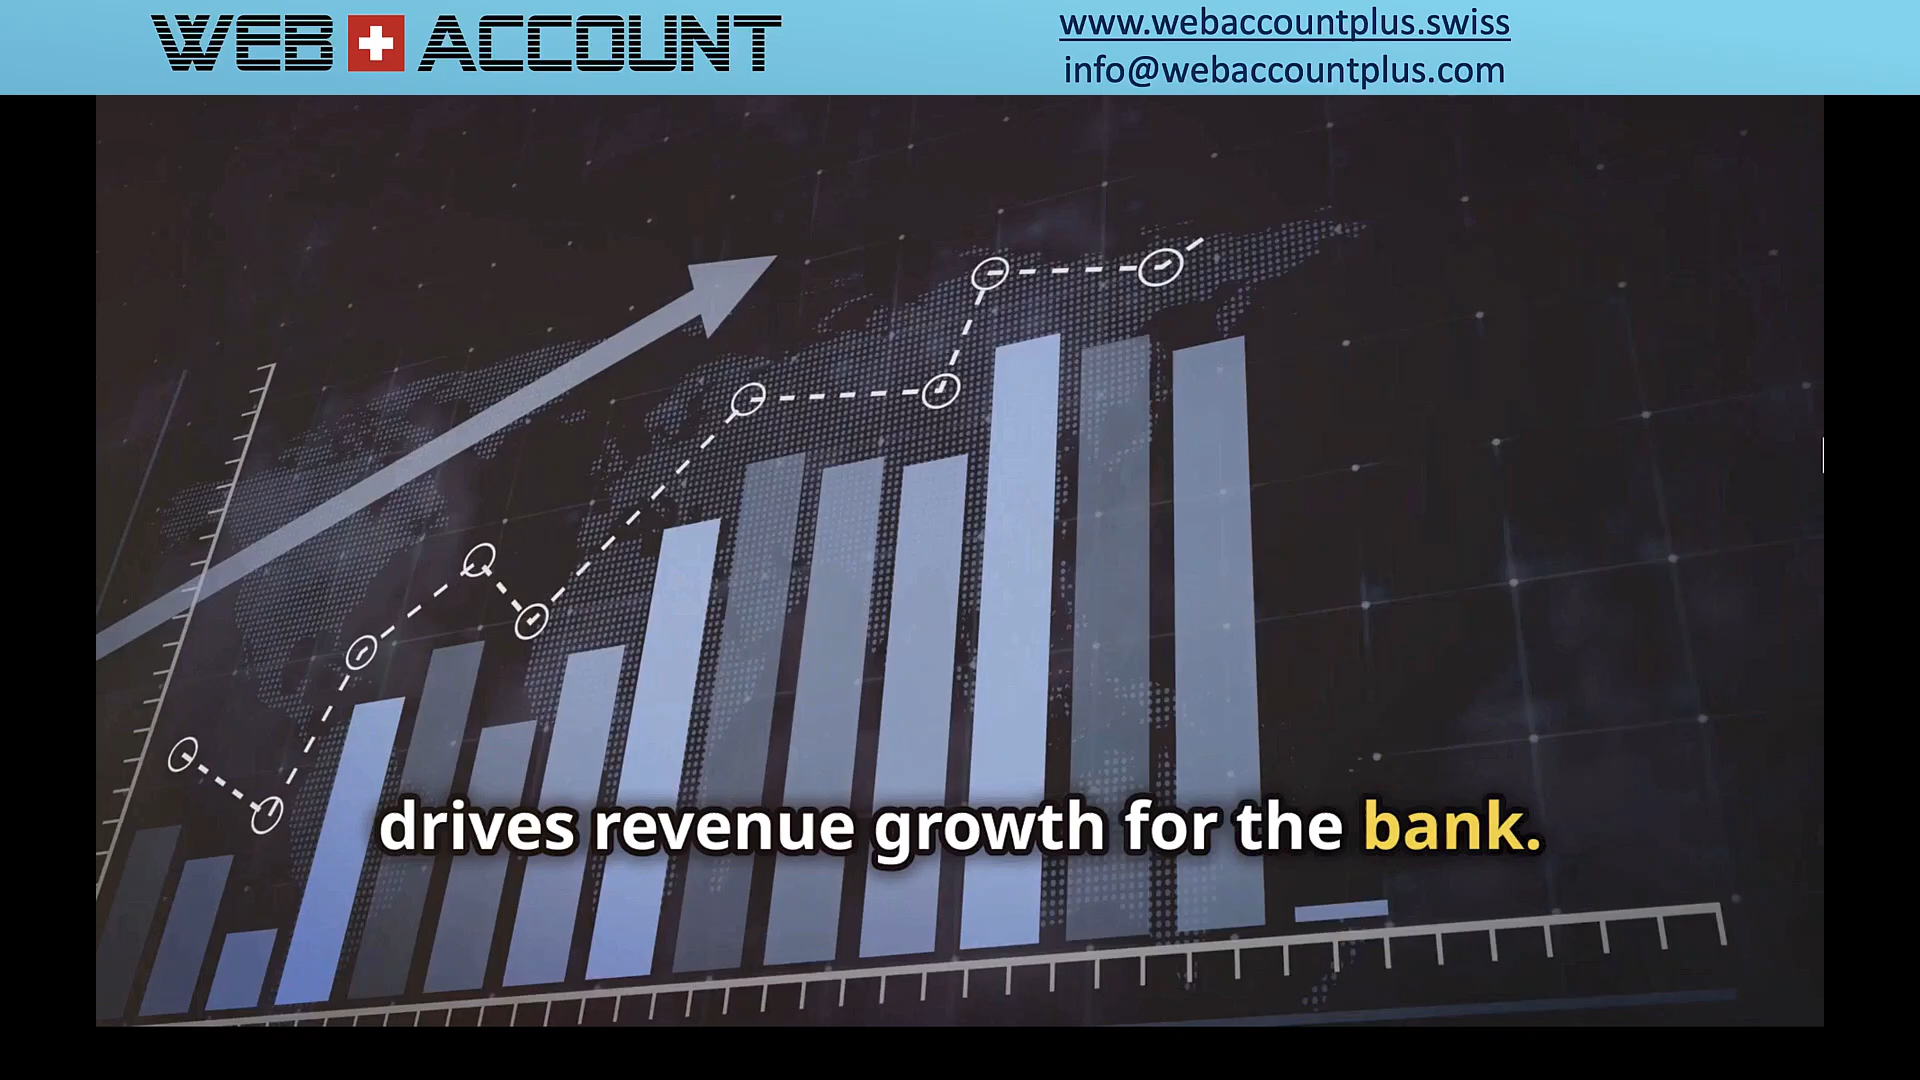 WEB ACCOUNT
www.webaccountplus.swiss
info@webaccountplus.com
drives revenue growth for the bank.